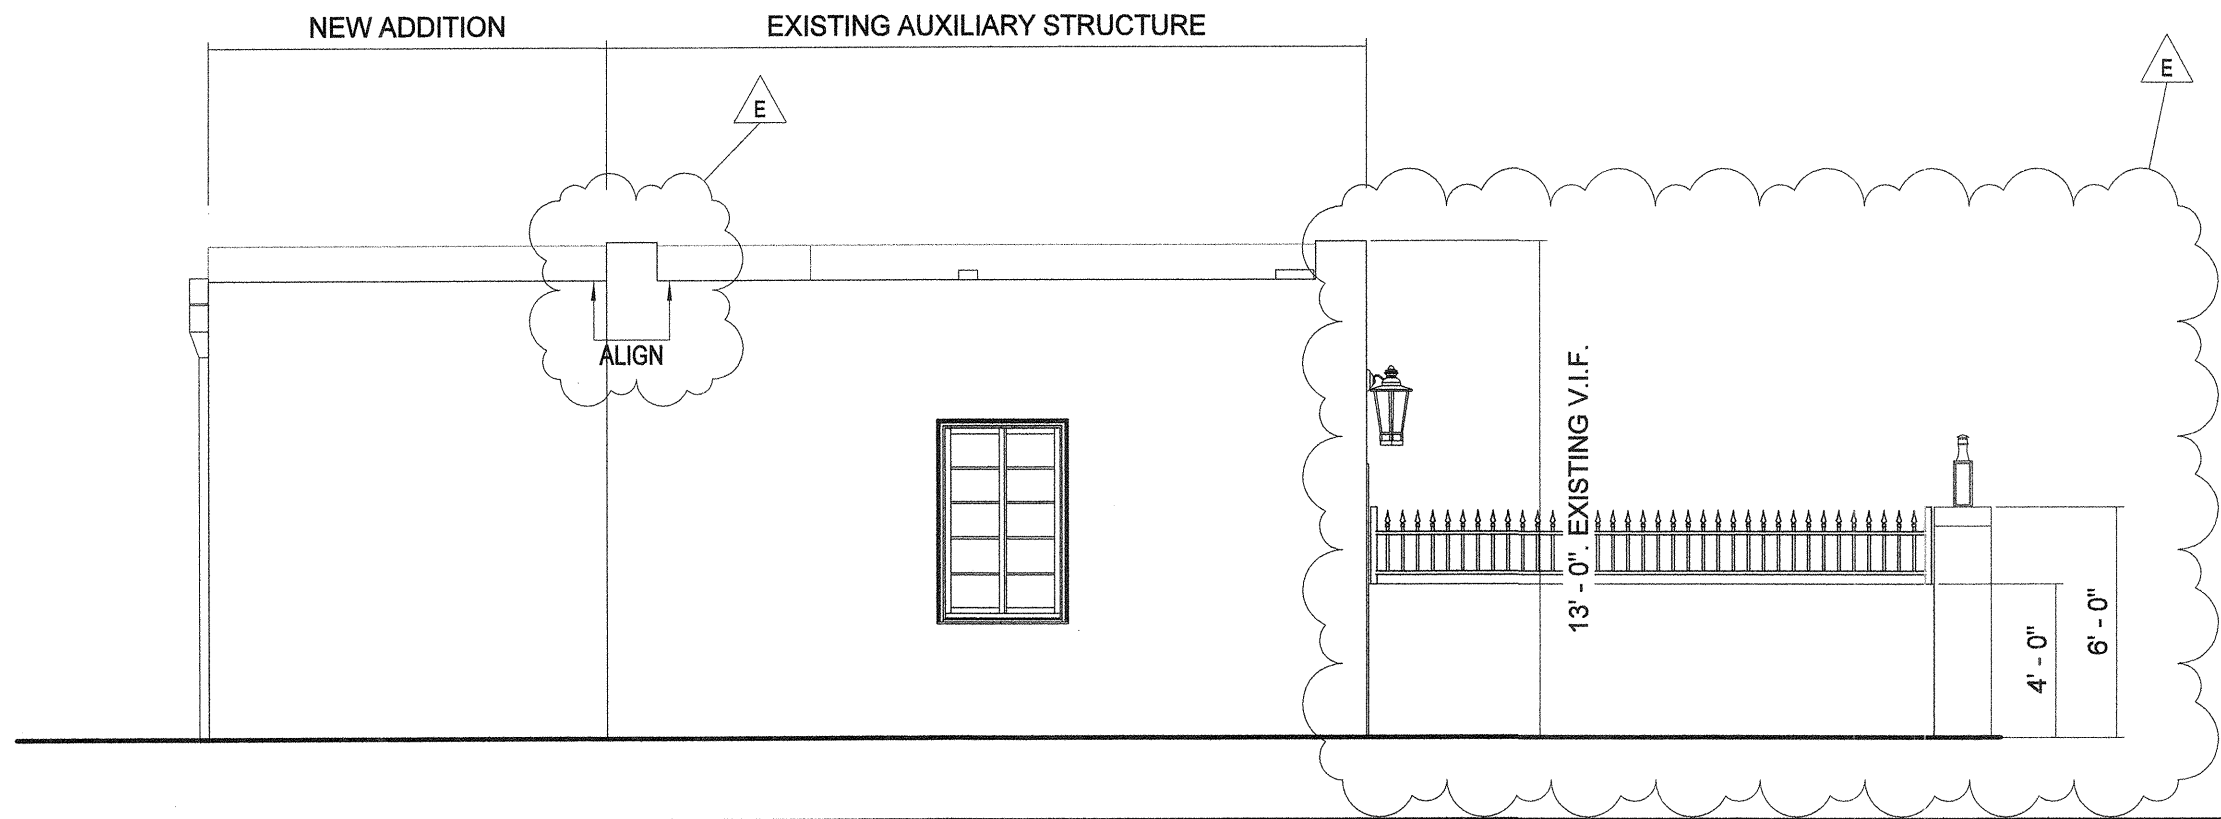 NEW ADDITION
EXISTING AUXILIARY STRUCTURE
E
E
ALIGN
13' - 0". EXISTING V.I.F.
4' - 0"
6' - 0"